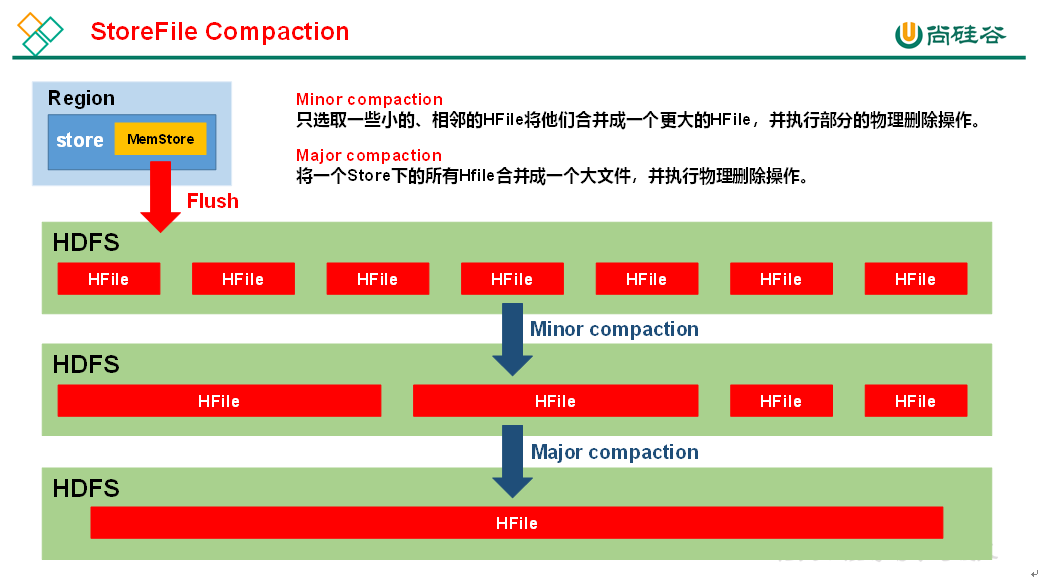 StoreFile Compaction
尚硅谷
Region
store
MemStore
Minor compaction
只选取一些小的、相邻的HFile将他们合并成一个更大的HFile，并执行部分的物理删除操作。
Major compaction
将一个Store下的所有Hfile合并成一个大文件，并执行物理删除操作。
Flush
HDFS
HFile HFile HFile HFile HFile HFile HFile
Minor compaction
HDFS
HFile HFile HFile HFile
Major compaction
HDFS
HFile